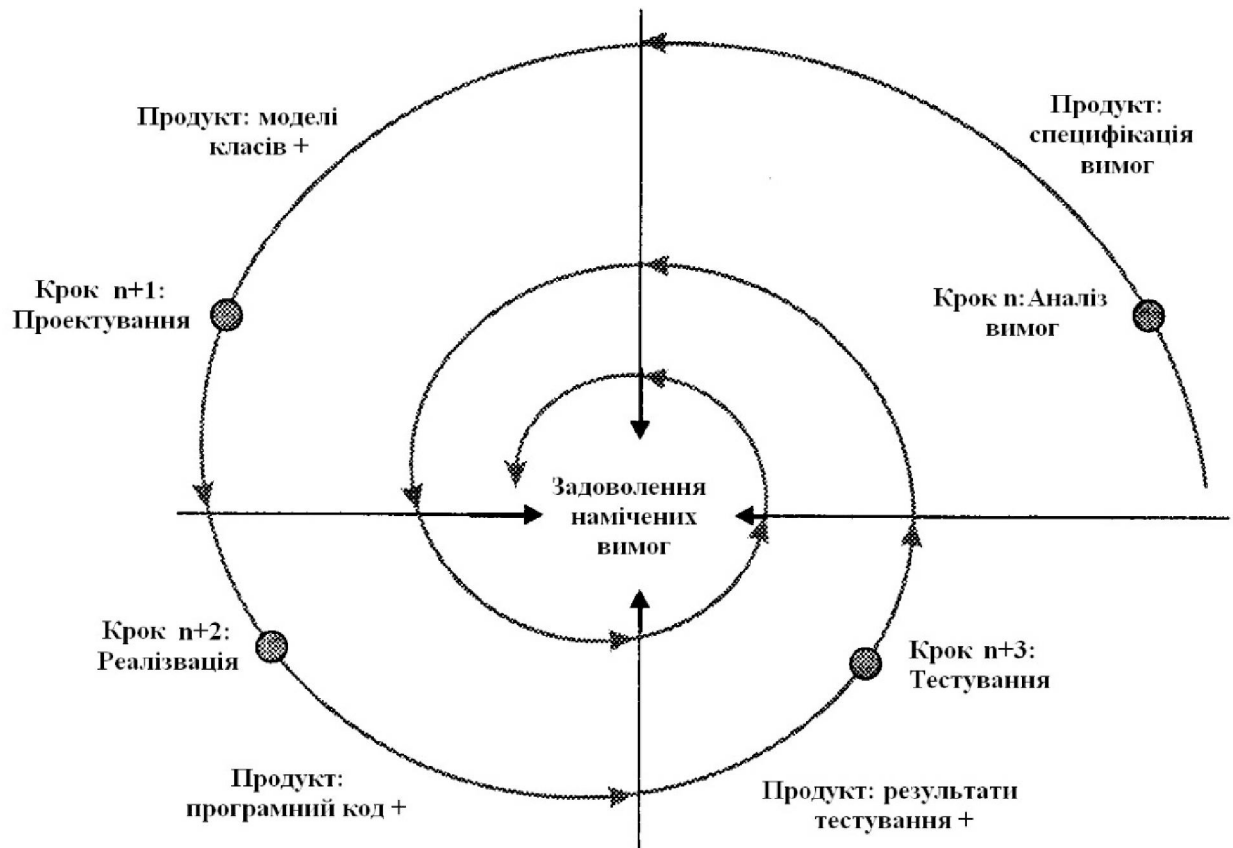 Продукт: моделі
класів +
Продукт:
специфікація
вимог
Крок n+1:
Проектування
Крок n: Аналіз
вимог
Задоволення
намічених
вимог
Крок n+2:
Реалізвація
Крок n+3:
Тестування
Продукт:
програмний код +
Продукт: результати
тестування +